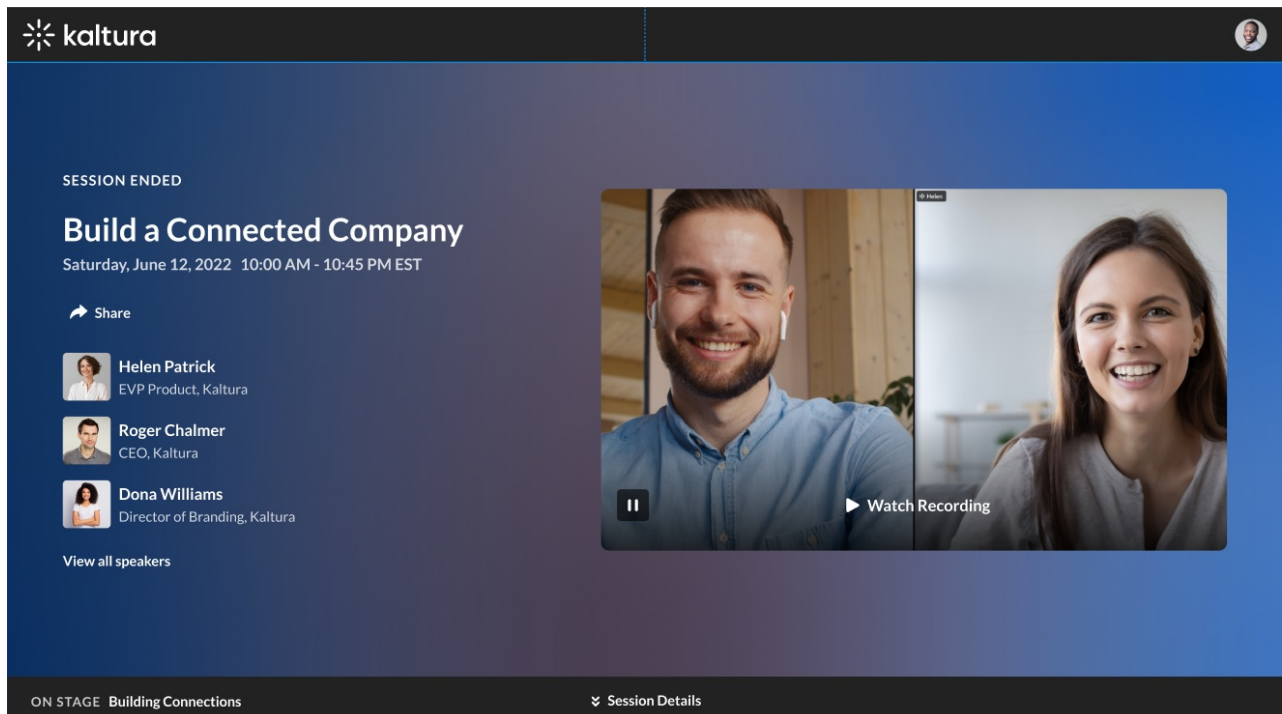 kaltura
SESSION ENDED
Build a Connected Company
Saturday, June 12, 2022 10:00 AM - 10:45 PM EST
Share
Helen Patrick
EVP Product, Kaltura
Roger Chalmer
CEO, Kaltura
Dona Williams
Director of Branding, Kaltura
View all speakers
Helen
Watch Recording
ON STAGE Building Connections
Session Details